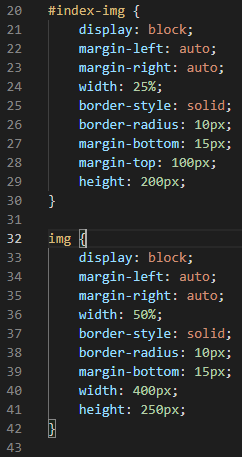 20 #index-img {
21     display: block;
22     margin-left: auto;
23     margin-right: auto;
24     width: 25%;
25     border-style: solid;
26     border-radius: 10px;
27     margin-bottom: 15px;
28     margin-top: 100px;
29     height: 200px;
30 }
31
32 img {
33     display: block;
34     margin-left: auto;
35     margin-right: auto;
36     width: 50%;
37     border-style: solid;
38     border-radius: 10px;
39     margin-bottom: 15px;
40     width: 400px;
41     height: 250px;
42 }
43